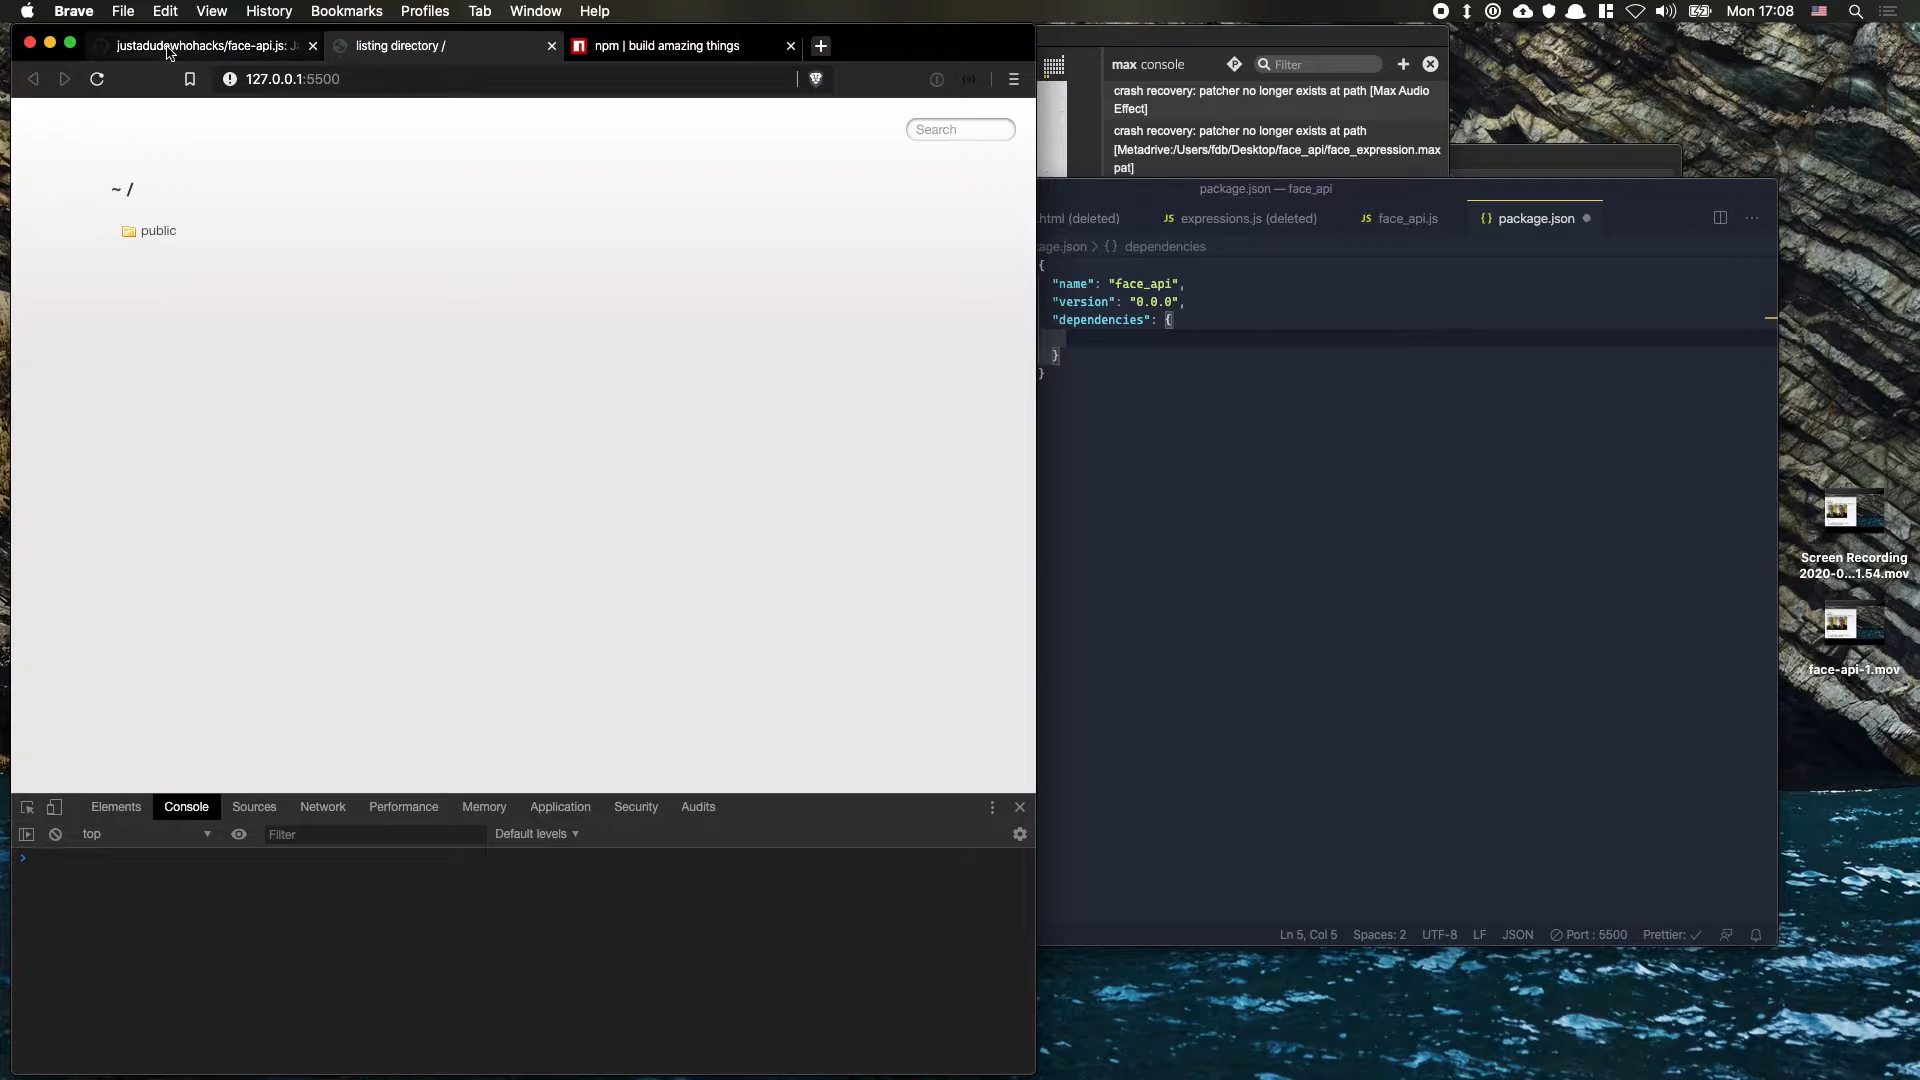 Brave File Edit View History Bookmarks Profiles Tab Window Help Mon 17:08
justadudewhohacks/face-api.js: listing directory / npm | build amazing things
127.0.0.1:5500
Search
~ /
public
Elements Console Sources Network Performance Memory Application Security Audits
top Filter Default levels
max console Filter
crash recovery: patcher no longer exists at path [Max Audio
Effect]
crash recovery: patcher no longer exists at path
[Metadrive:/Users/fdb/Desktop/face_api/face_expression.max
pat]
package.json — face_api
.html (deleted) JS expressions.js (deleted) JS face_api.js {} package.json
age.json > {} dependencies
{
"name": "face_api",
"version": "0.0.0",
"dependencies": {
}
}
Ln 5, Col 5 Spaces: 2 UTF-8 LF JSON Port : 5500 Prettier: ✓
Screen Recording
2020-0...1.54.mov
face-api-1.mov